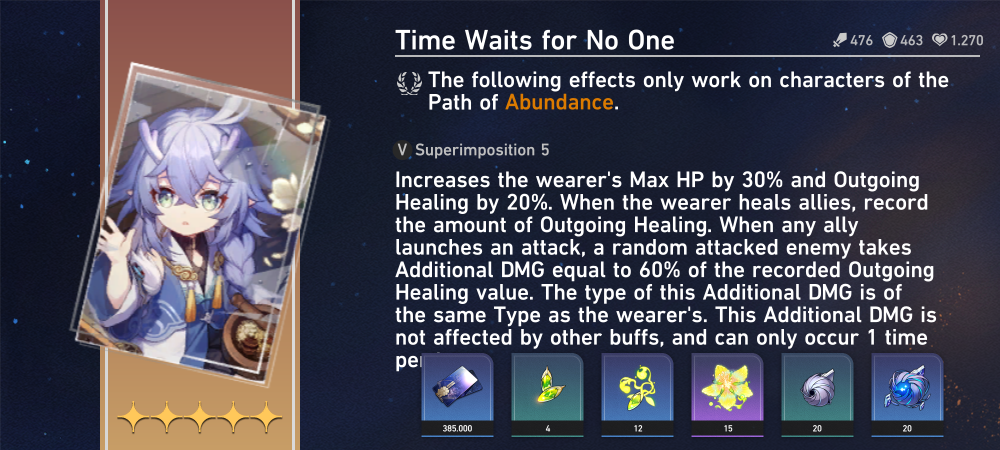 Time Waits for No One
476 463 1.270
The following effects only work on characters of the
Path of Abundance.
V Superimposition 5
Increases the wearer's Max HP by 30% and Outgoing
Healing by 20%. When the wearer heals allies, record
the amount of Outgoing Healing. When any ally
launches an attack, a random attacked enemy takes
Additional DMG equal to 60% of the recorded Outgoing
Healing value. The type of this Additional DMG is of
the same Type as the wearer's. This Additional DMG is
not affected by other buffs, and can only occur 1 time
385.000 4 12 15 20 20